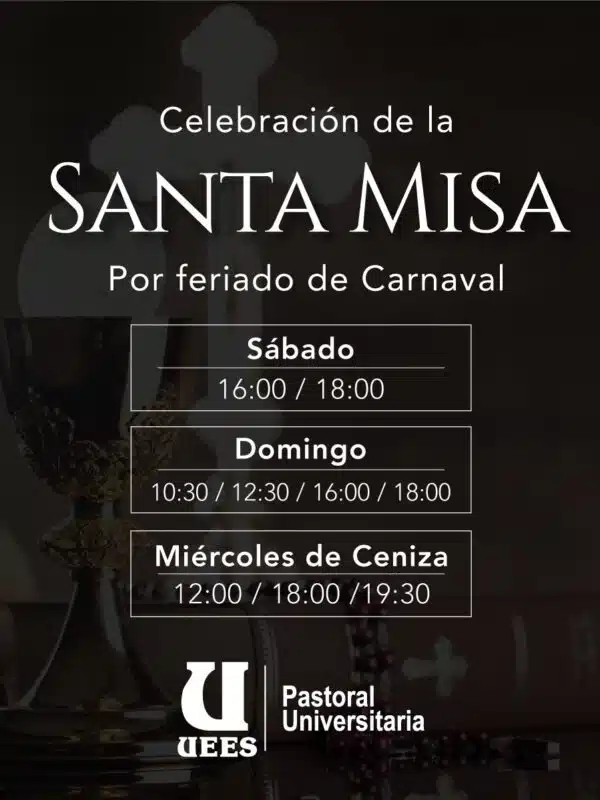 Celebración de la
SANTA MISA
Por feriado de Carnaval
Sábado
16:00 / 18:00
Domingo
10:30 / 12:30 / 16:00 / 18:00
Miércoles de Ceniza
12:00 / 18:00 /19:30
U
UEES
Pastoral
Universitaria